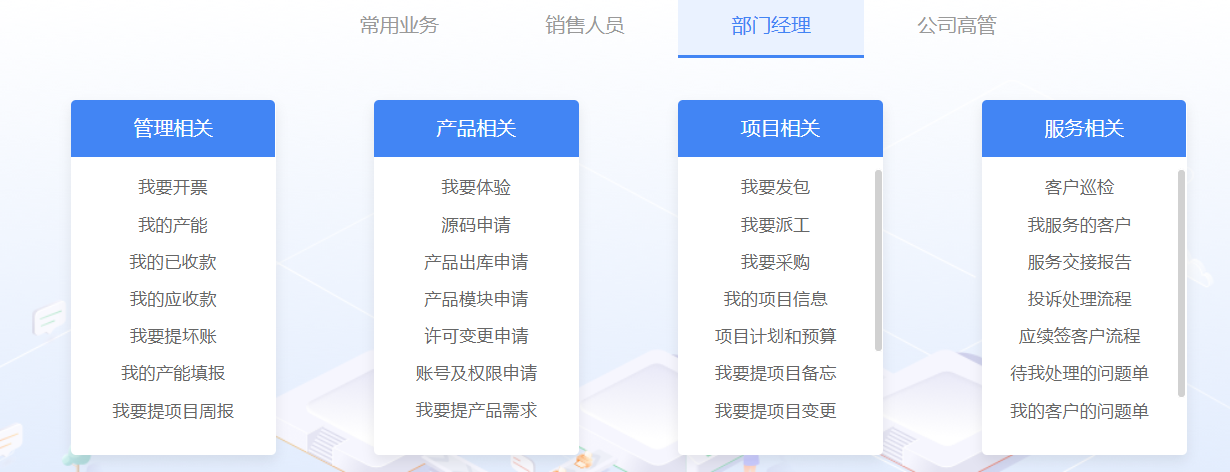 常用业务
销售人员
部门经理
公司高管
管理相关
我要开票
我的产能
我的已收款
我的应收款
我要提坏账
我的产能填报
我要提项目周报
产品相关
我要体验
源码申请
产品出库申请
产品模块申请
许可变更申请
账号及权限申请
我要提产品需求
项目相关
我要发包
我要派工
我要采购
我的项目信息
项目计划和预算
我要提项目备忘
我要提项目变更
服务相关
客户巡检
我服务的客户
服务交接报告
投诉处理流程
应续签客户流程
待我处理的问题单
我的客户的问题单